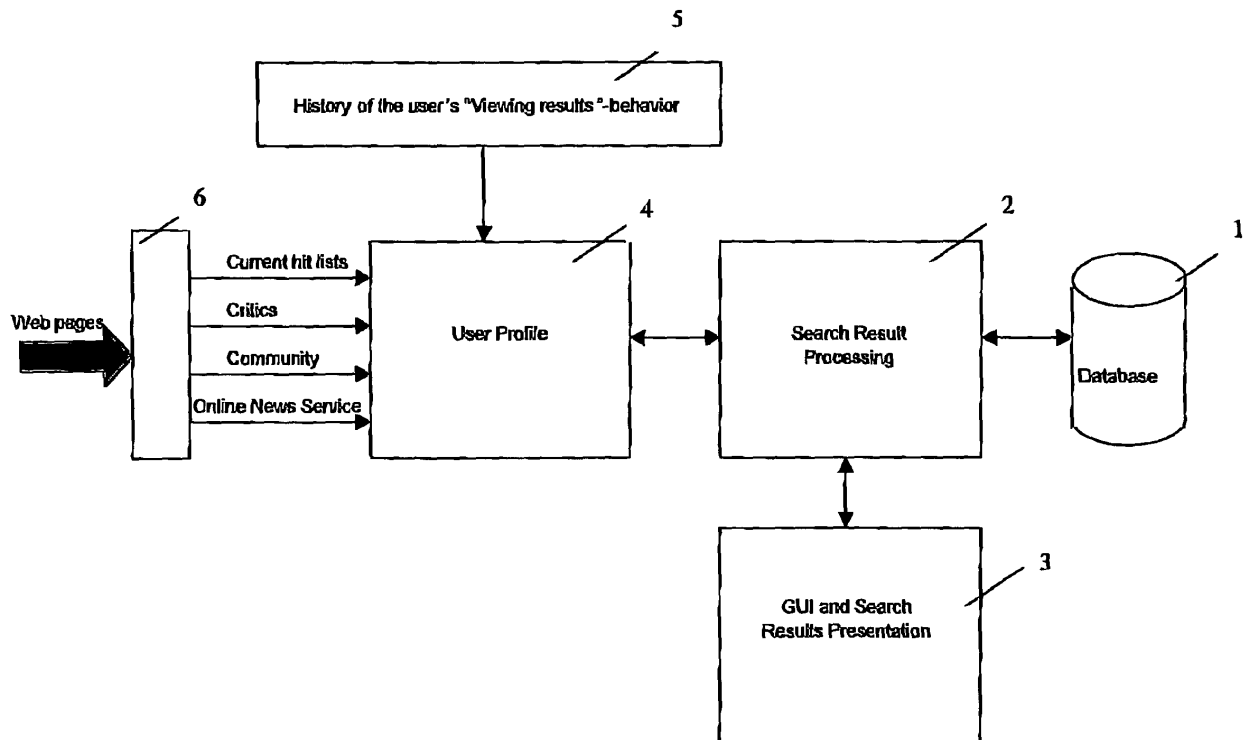 5
History of the user's "Viewing results"-behavior
6
4
2
1
Current hit lists
Critics
Web pages
User Profile
Search Result
Processing
Community
Database
Online News Service
3
GUI and Search
Results Presentation